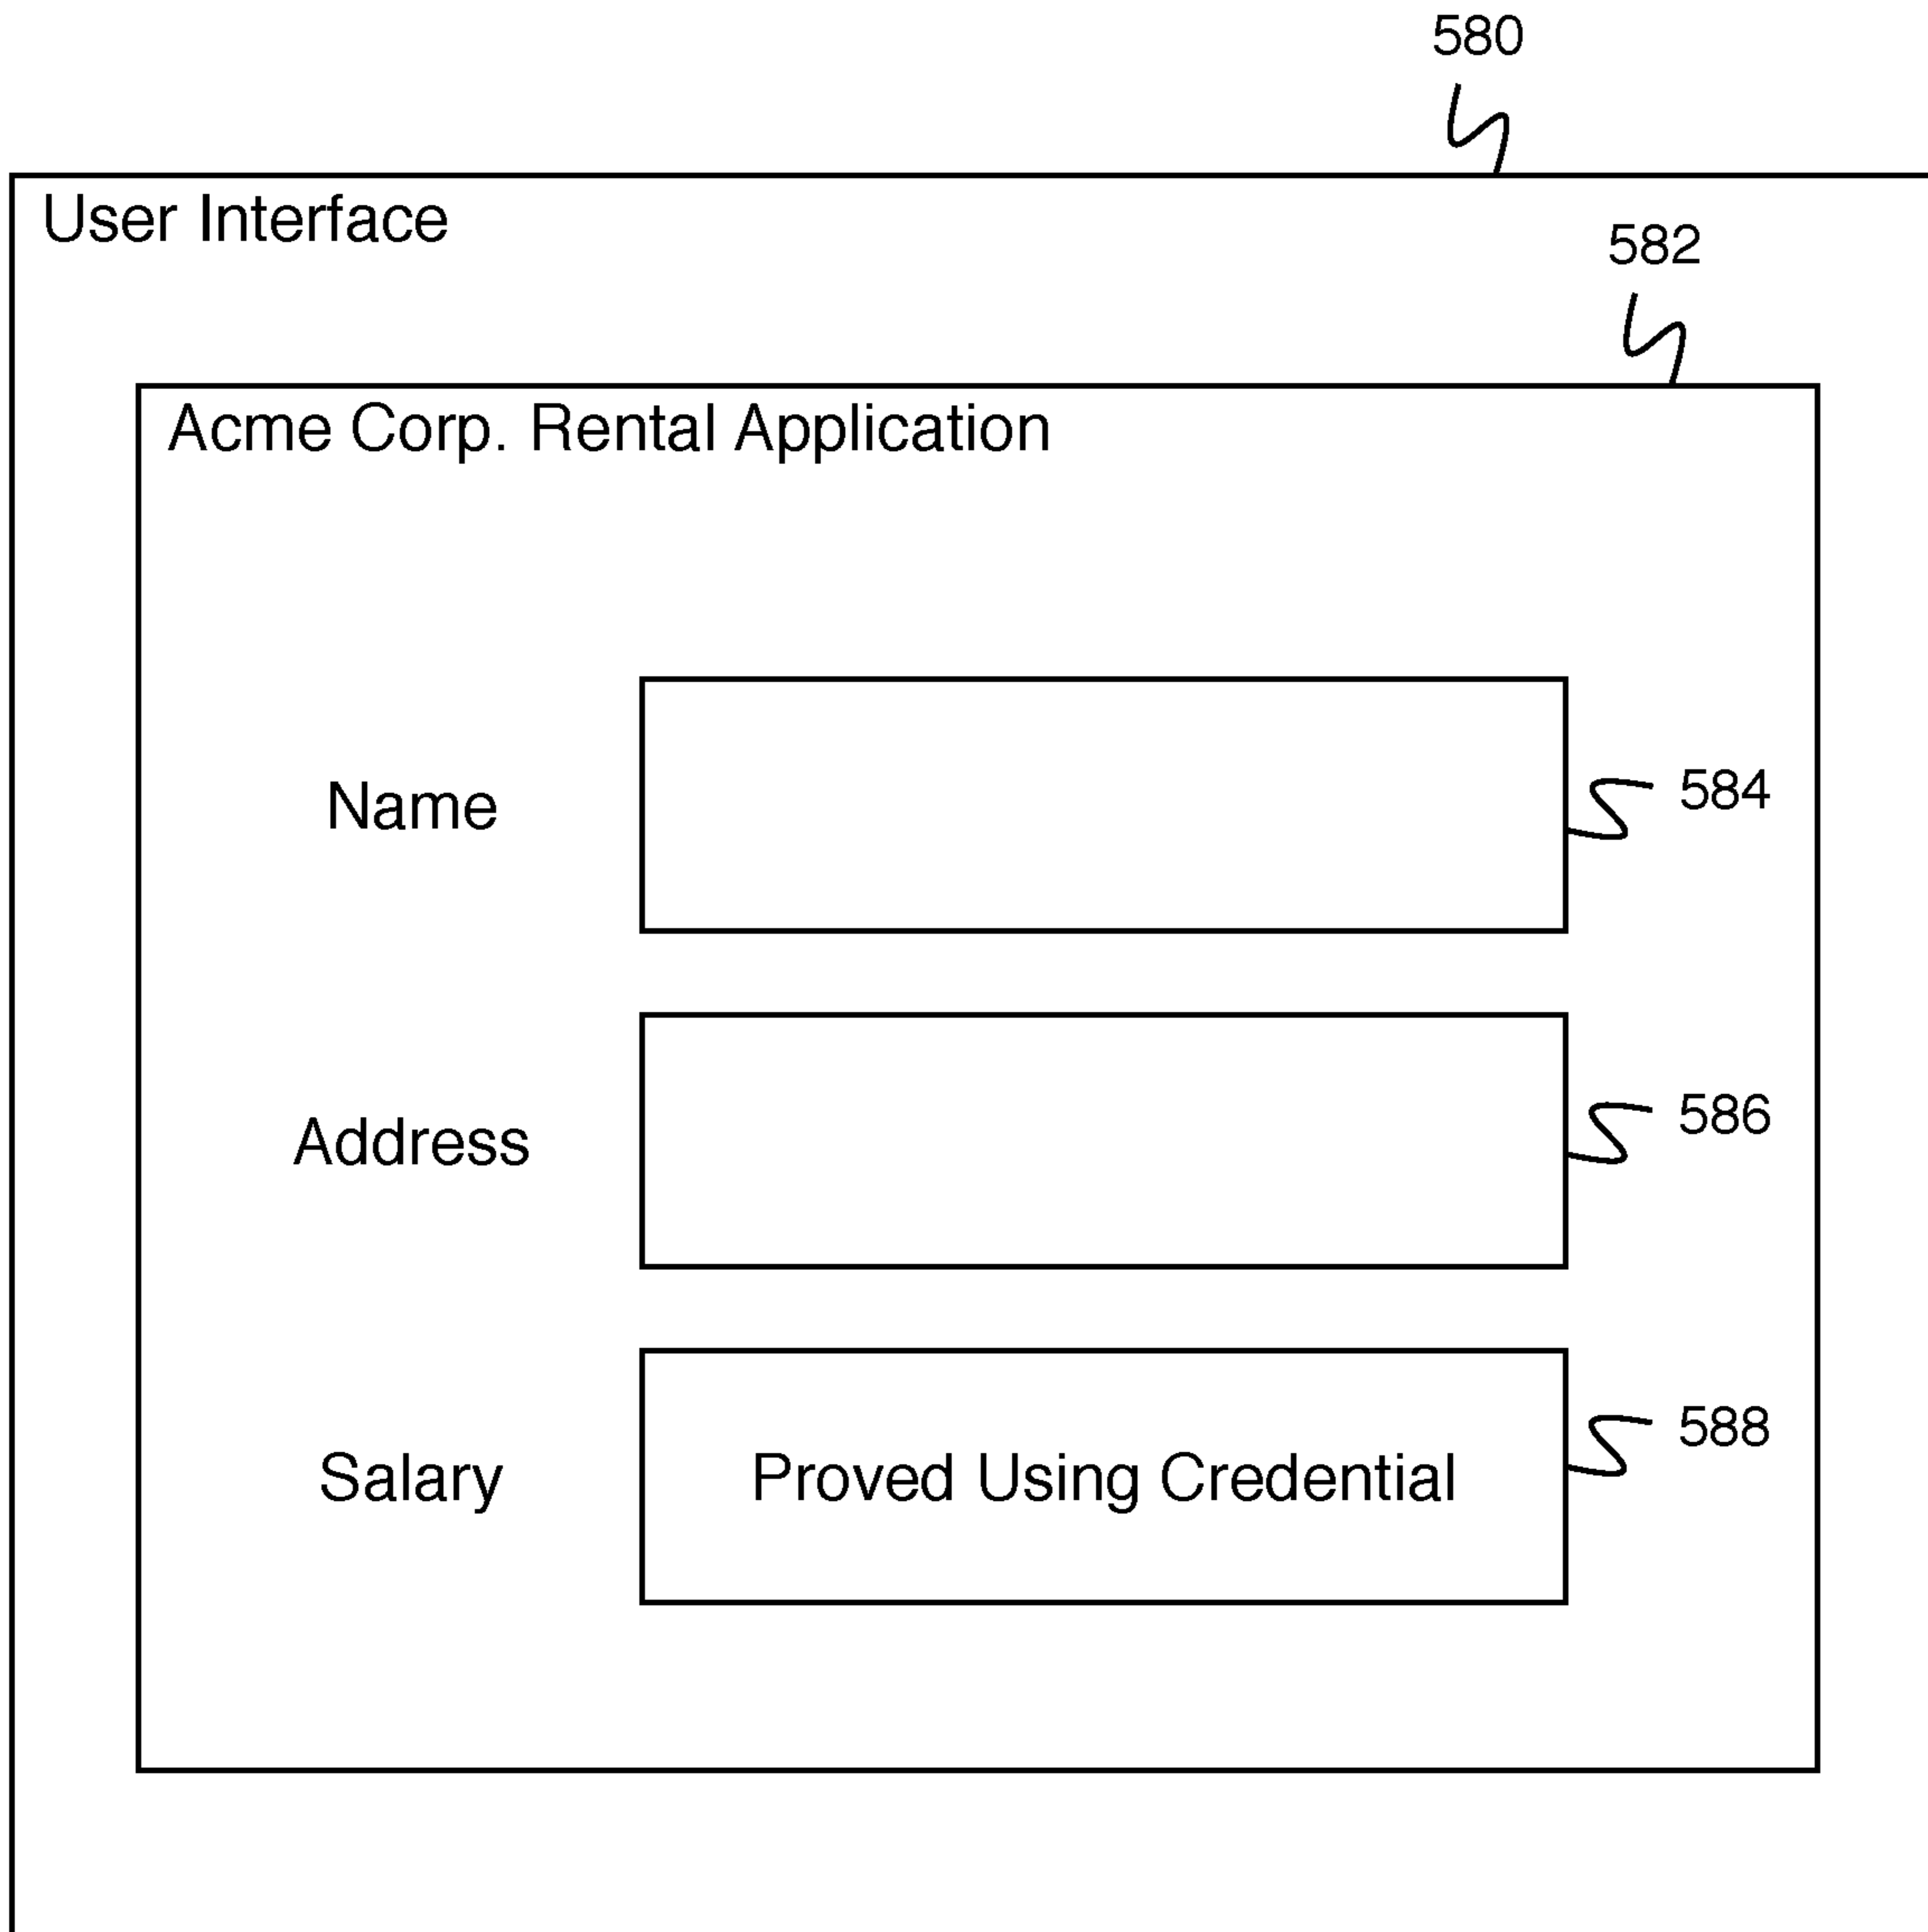 580
User Interface
582
Acme Corp. Rental Application
Name
584
Address
586
Salary
Proved Using Credential
588